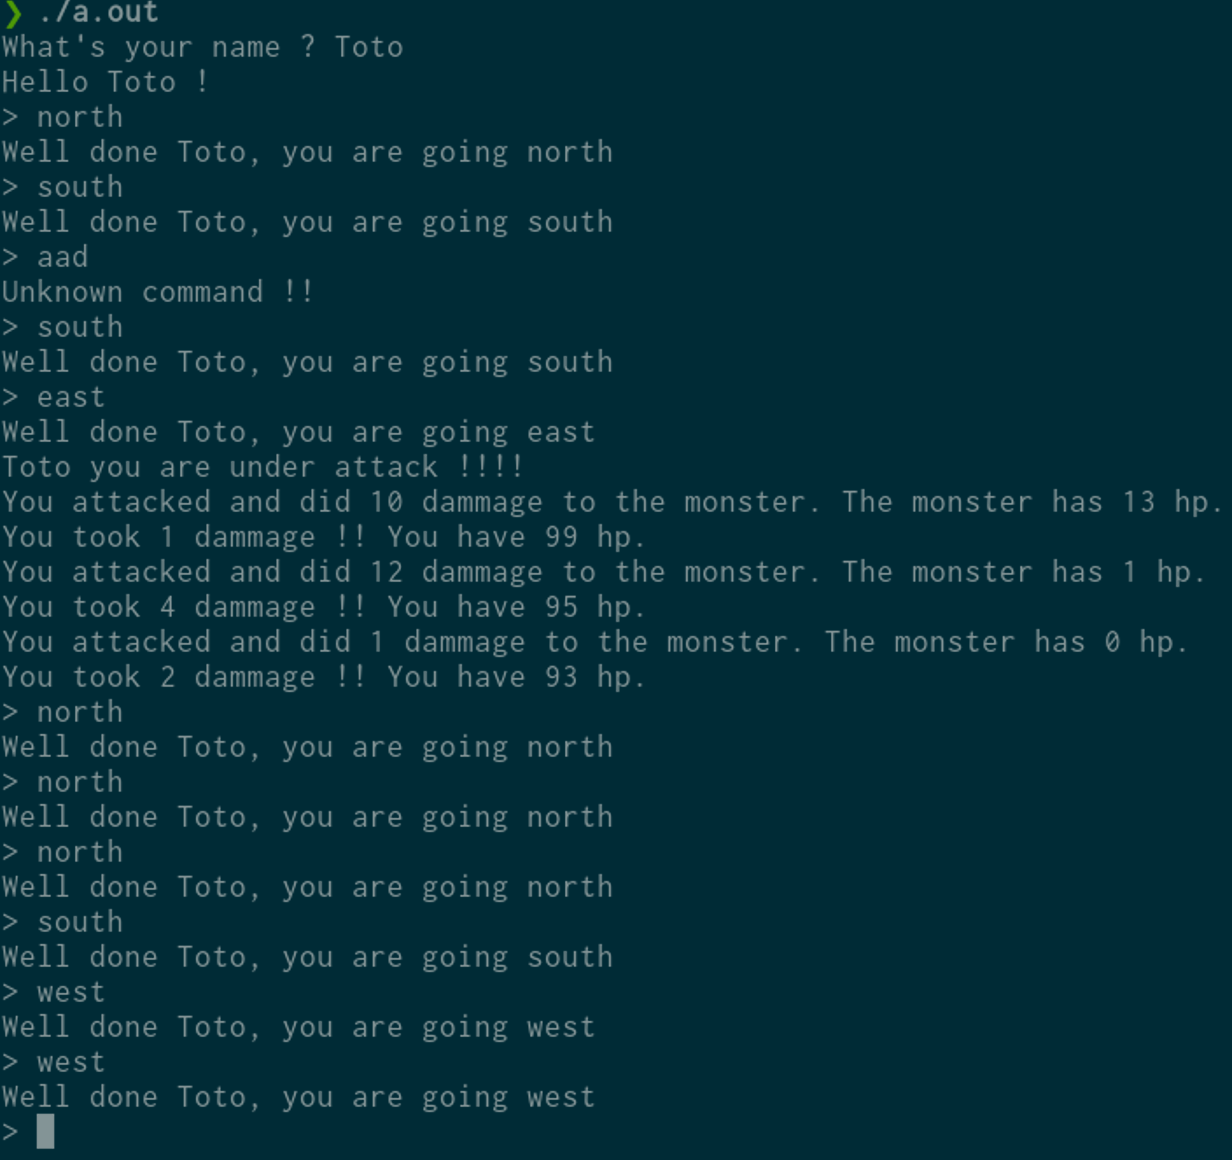 ❯ ./a.out
What's your name ? Toto
Hello Toto !
> north
Well done Toto, you are going north
> south
Well done Toto, you are going south
> aad
Unknown command !!
> south
Well done Toto, you are going south
> east
Well done Toto, you are going east
Toto you are under attack !!!!
You attacked and did 10 dammage to the monster. The monster has 13 hp.
You took 1 dammage !! You have 99 hp.
You attacked and did 12 dammage to the monster. The monster has 1 hp.
You took 4 dammage !! You have 95 hp.
You attacked and did 1 dammage to the monster. The monster has 0 hp.
You took 2 dammage !! You have 93 hp.
> north
Well done Toto, you are going north
> north
Well done Toto, you are going north
> north
Well done Toto, you are going north
> south
Well done Toto, you are going south
> west
Well done Toto, you are going west
> west
Well done Toto, you are going west
>